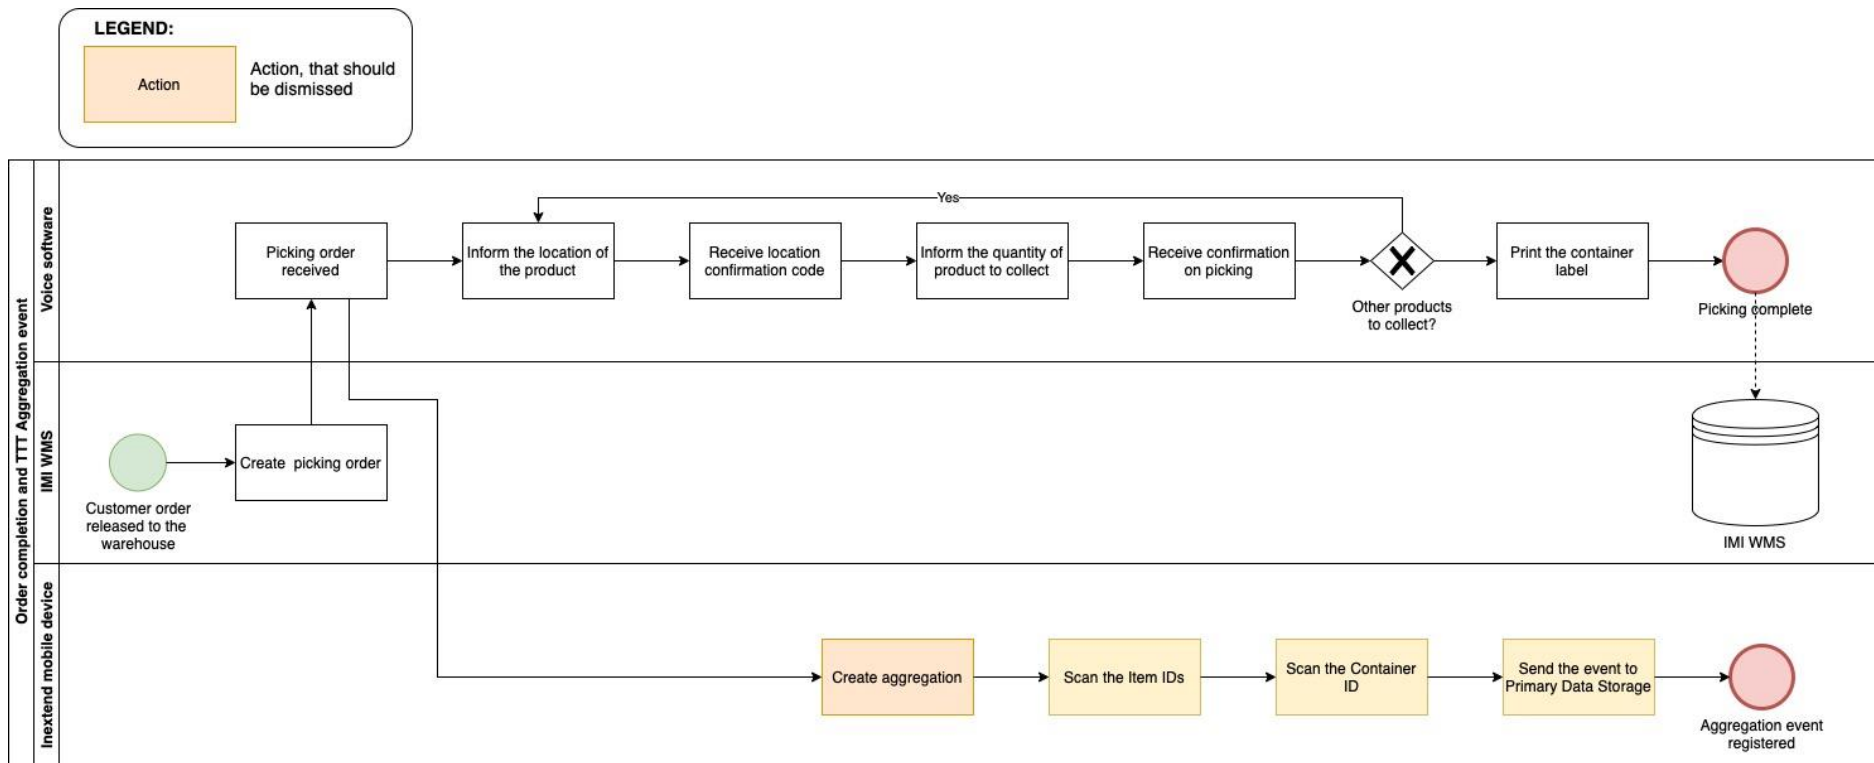 LEGEND:
Action
Action, that should
be dismissed
Order completion and TTT Aggregation event
Voice software
Picking order
received
Inform the location of
the product
Receive location
confirmation code
Inform the quantity of
product to collect
Receive confirmation
on picking
Yes
Other products
to collect?
Print the container
label
Picking complete
IMI WMS
Customer order
released to the
warehouse
Create picking order
IMI WMS
Inextend mobile device
Create aggregation
Scan the Item IDs
Scan the Container
ID
Send the event to
Primary Data Storage
Aggregation event
registered